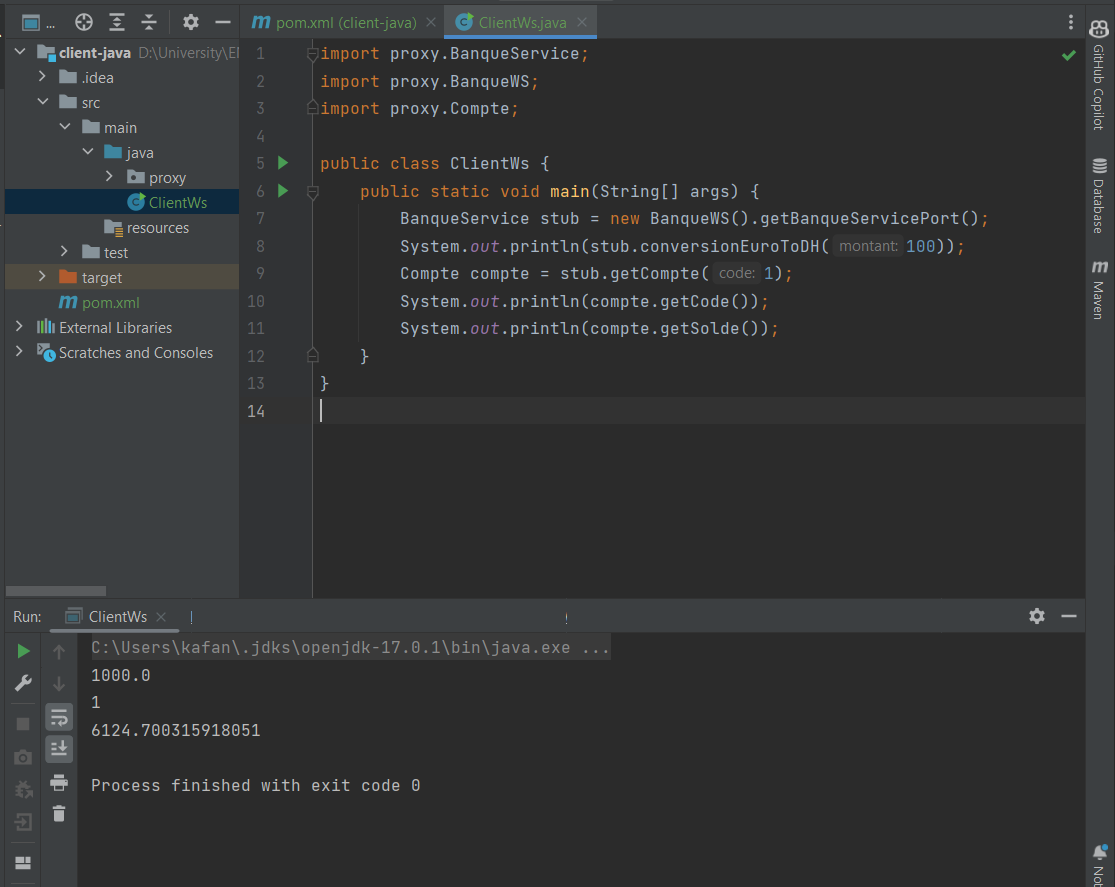 ...
pom.xml (client-java)
ClientWs.java
client-java D:\University\E
.idea
src
main
java
proxy
ClientWs
resources
test
target
pom.xml
External Libraries
Scratches and Consoles
1 import proxy.BanqueService;
2 import proxy.BanqueWS;
3 import proxy.Compte;
4
5 public class ClientWs {
6 public static void main(String[] args) {
7 BanqueService stub = new BanqueWS().getBanqueServicePort();
8 System.out.println(stub.conversionEuroToDH( montant: 100));
9 Compte compte = stub.getCompte( code: 1);
10 System.out.println(compte.getCode());
11 System.out.println(compte.getSolde());
12 }
13 }
14
GitHub Copilot
Database
Maven
Run: ClientWs
C:\Users\kafan\.jdks\openjdk-17.0.1\bin\java.exe ...
1000.0
1
6124.700315918051
Process finished with exit code 0